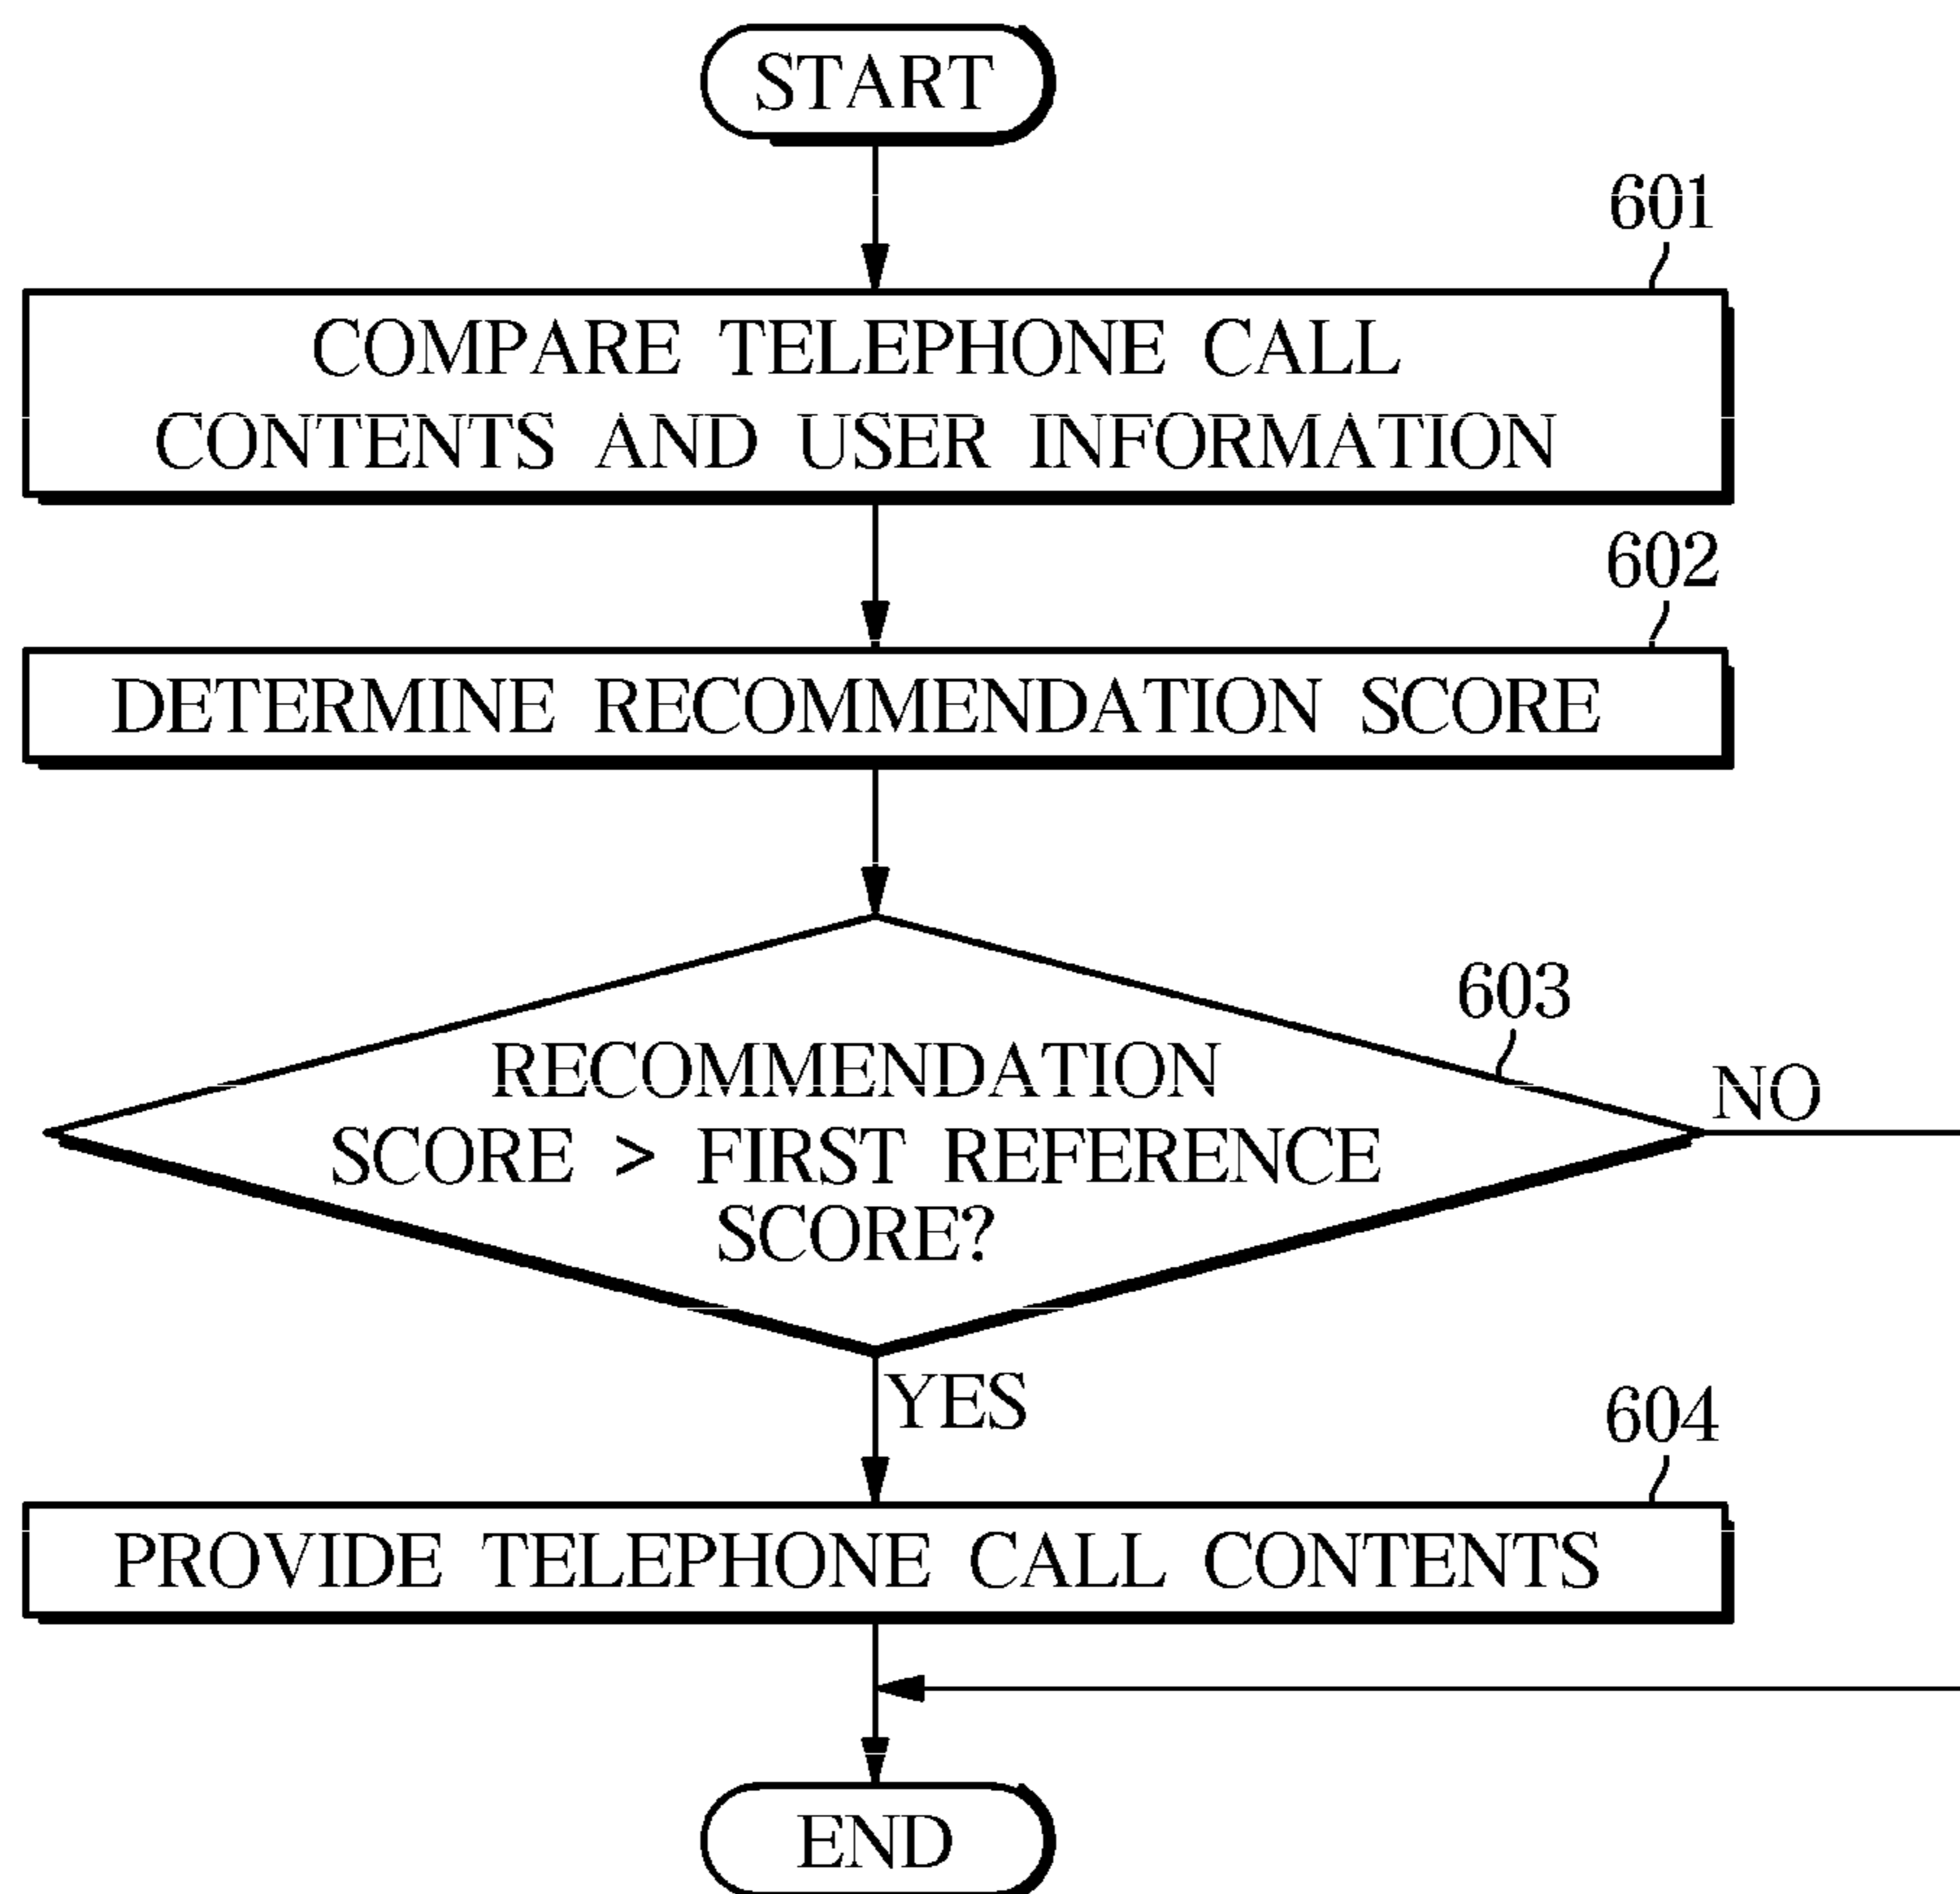 START
601
COMPARE TELEPHONE CALL
CONTENTS AND USER INFORMATION
602
DETERMINE RECOMMENDATION SCORE
603
RECOMMENDATION
SCORE > FIRST REFERENCE
SCORE?
NO
YES
604
PROVIDE TELEPHONE CALL CONTENTS
END